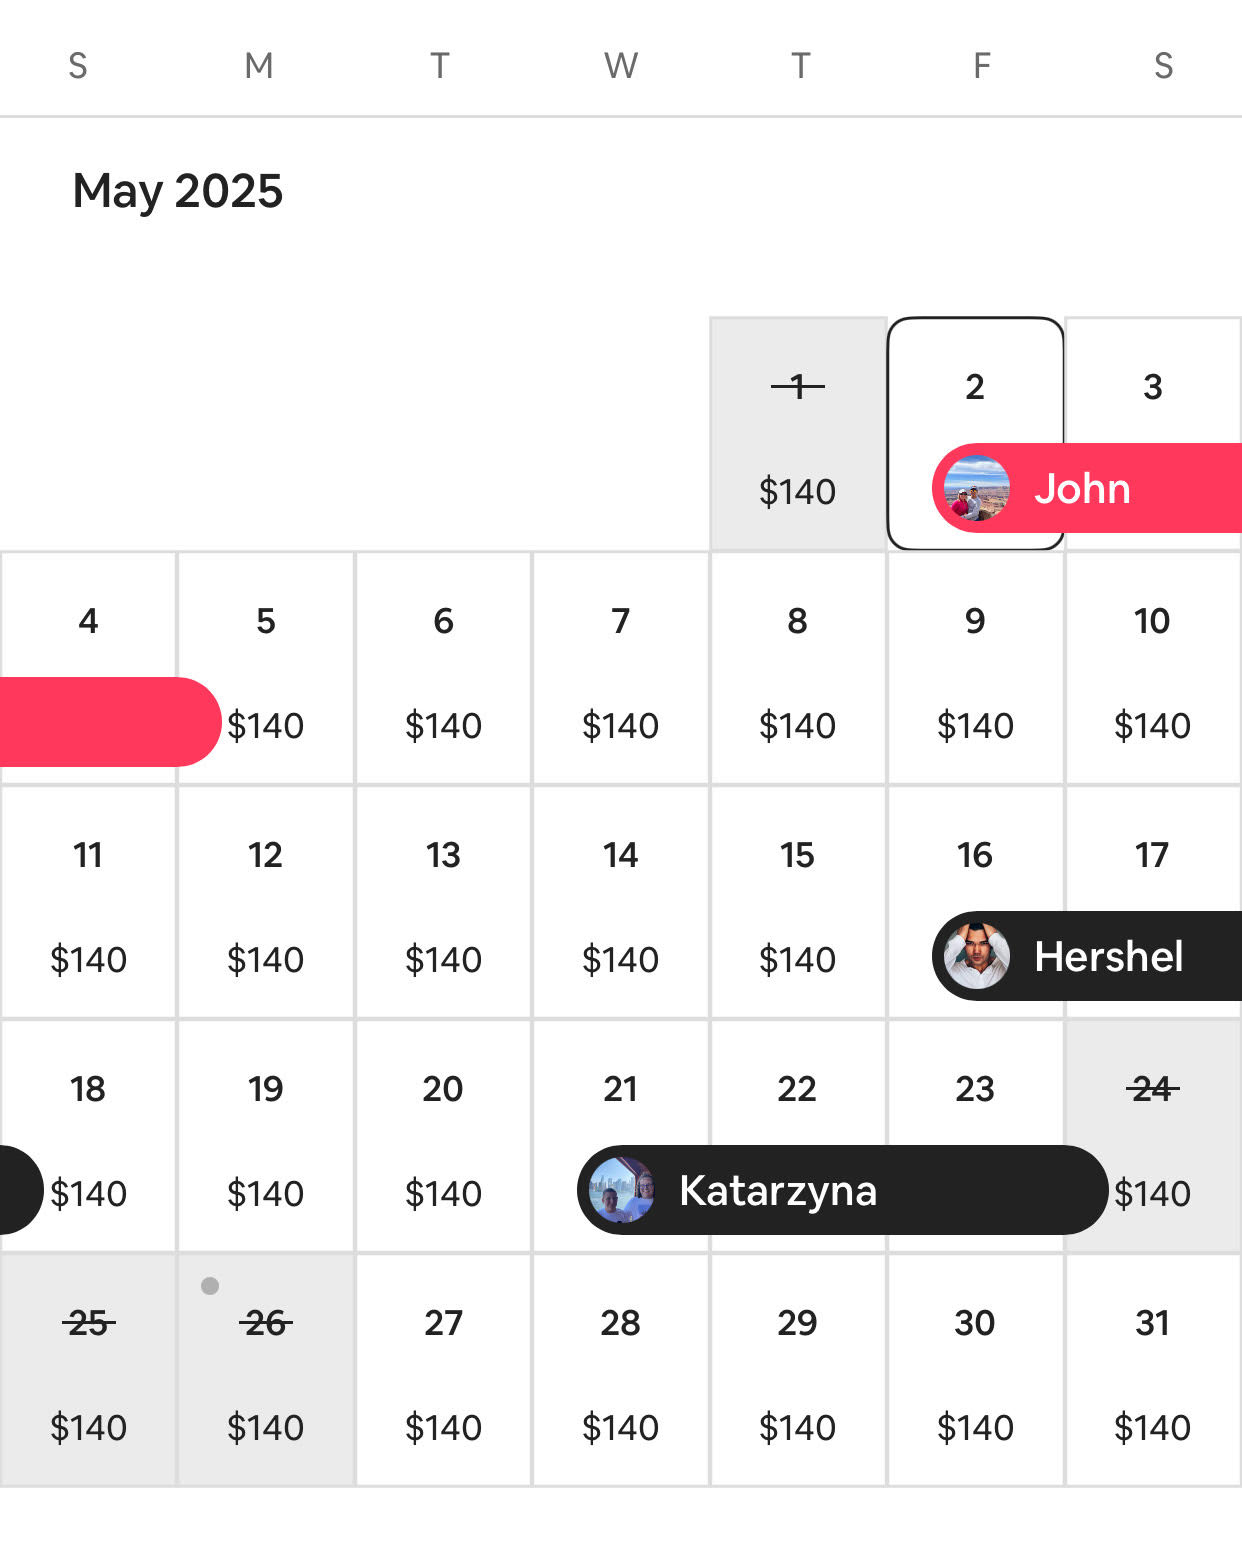 S M T W T F S
May 2025
1 2 3
$140 John
4 5 6 7 8 9 10
$140 $140 $140 $140 $140 $140
11 12 13 14 15 16 17
$140 $140 $140 $140 $140 Hershel
18 19 20 21 22 23 24
$140 $140 $140 Katarzyna $140
25 26 27 28 29 30 31
$140 $140 $140 $140 $140 $140 $140